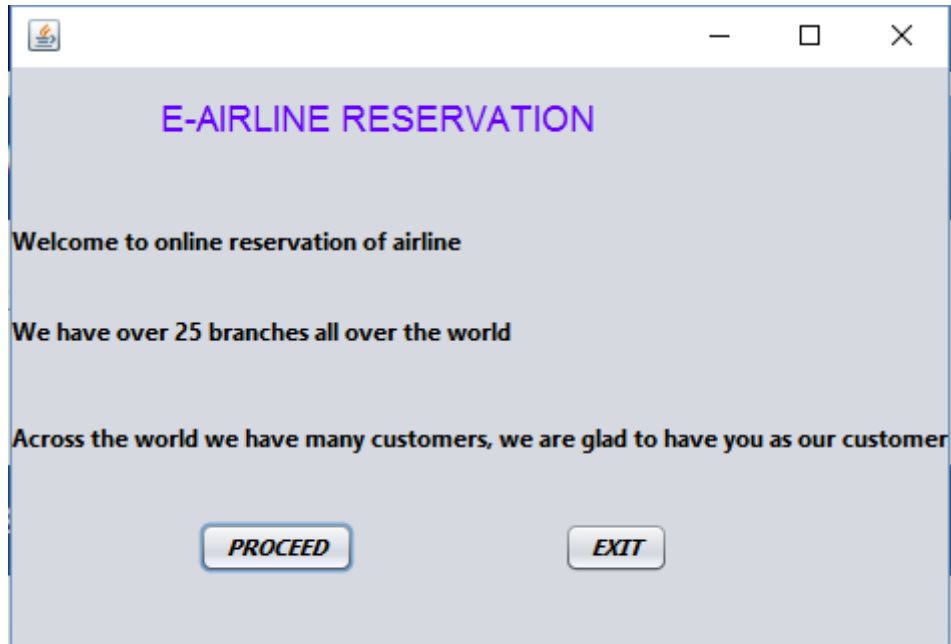 E-AIRLINE RESERVATION
Welcome to online reservation of airline
We have over 25 branches all over the world
Across the world we have many customers, we are glad to have you as our customer
PROCEED EXIT